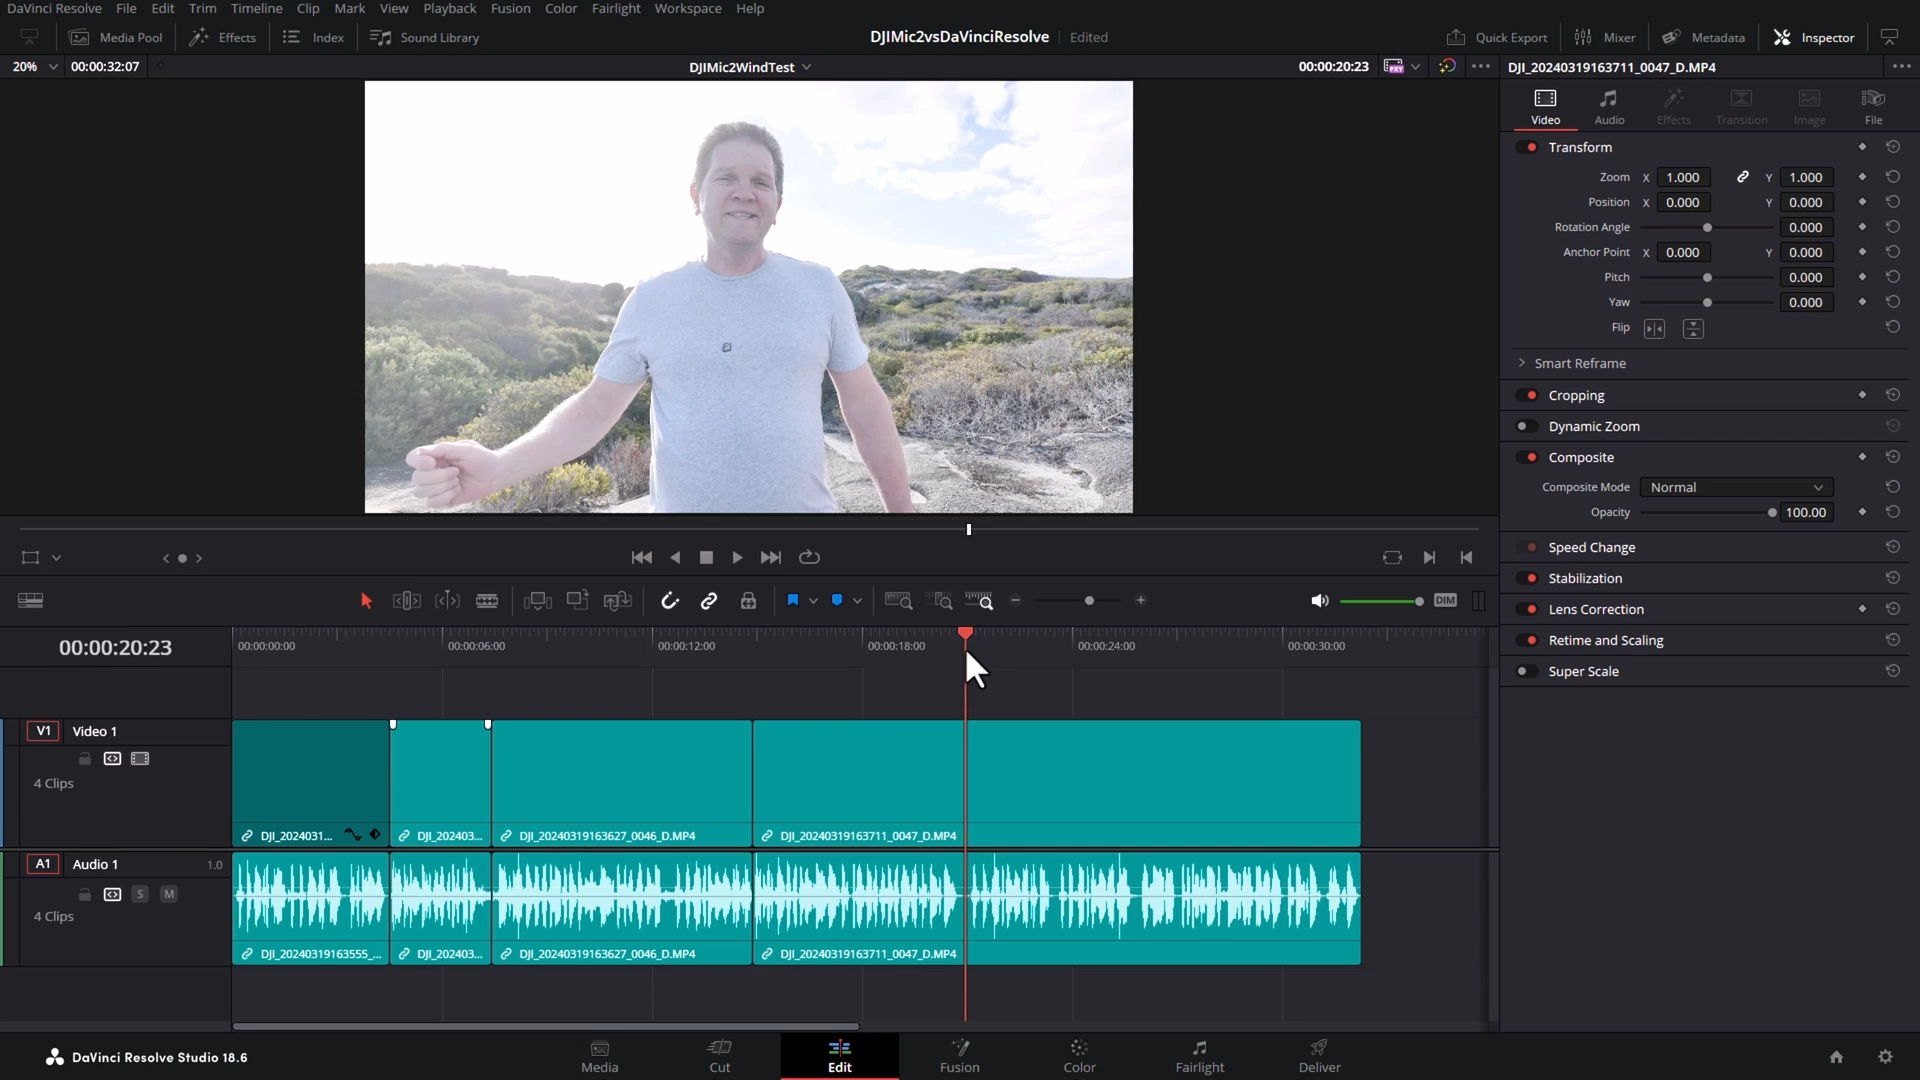 DaVinci Resolve File Edit Trim Timeline Clip Mark View Playback Fusion Color Fairlight Workspace Help
Media Pool Effects Index Sound Library DJIMic2vsDaVinciResolve Edited Quick Export Mixer Metadata Inspector
20% 00:00:32:07 DJIMic2WindTest 00:00:20:23 PXY DJI_20240319163711_0047_D.MP4
Video Audio Effects Transition Image File
Transform
Zoom X 1.000 Y 1.000
Position X 0.000 Y 0.000
Rotation Angle 0.000
Anchor Point X 0.000 Y 0.000
Pitch 0.000
Yaw 0.000
Flip
Smart Reframe
Cropping
Dynamic Zoom
Composite
Composite Mode Normal
Opacity 100.00
Speed Change
Stabilization
Lens Correction
Retime and Scaling
Super Scale
DIM
00:00:20:23 00:00:00:00 00:00:06:00 00:00:12:00 00:00:18:00 00:00:24:00 00:00:30:00
V1 Video 1
4 Clips
DJI_2024031... DJI_202403... DJI_20240319163627_0046_D.MP4 DJI_20240319163711_0047_D.MP4
A1 Audio 1 1.0
S M
4 Clips
DJI_20240319163555_... DJI_202403... DJI_20240319163627_0046_D.MP4 DJI_20240319163711_0047_D.MP4
DaVinci Resolve Studio 18.6 Media Cut Edit Fusion Color Fairlight Deliver